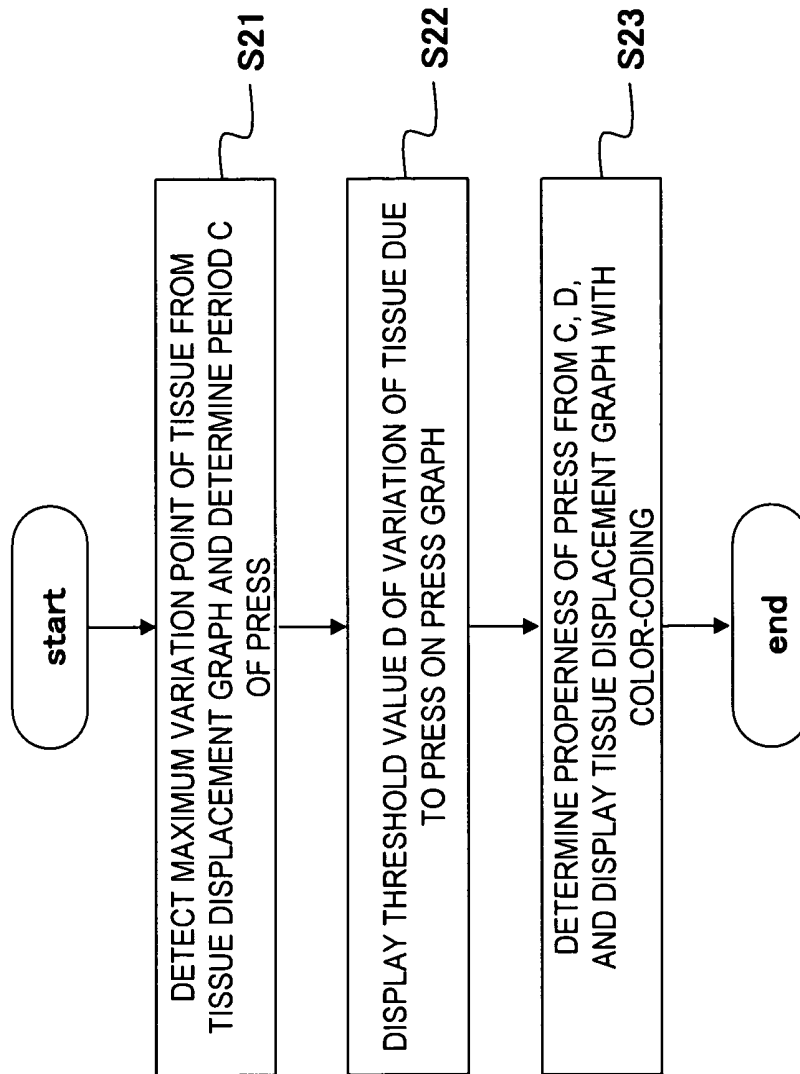 start
DETECT MAXIMUM VARIATION POINT OF TISSUE FROM
TISSUE DISPLACEMENT GRAPH AND DETERMINE PERIOD C
OF PRESS
S21
DISPLAY THRESHOLD VALUE D OF VARIATION OF TISSUE DUE
TO PRESS ON PRESS GRAPH
S22
DETERMINE PROPERNESS OF PRESS FROM C, D,
AND DISPLAY TISSUE DISPLACEMENT GRAPH WITH
COLOR-CODING
S23
end